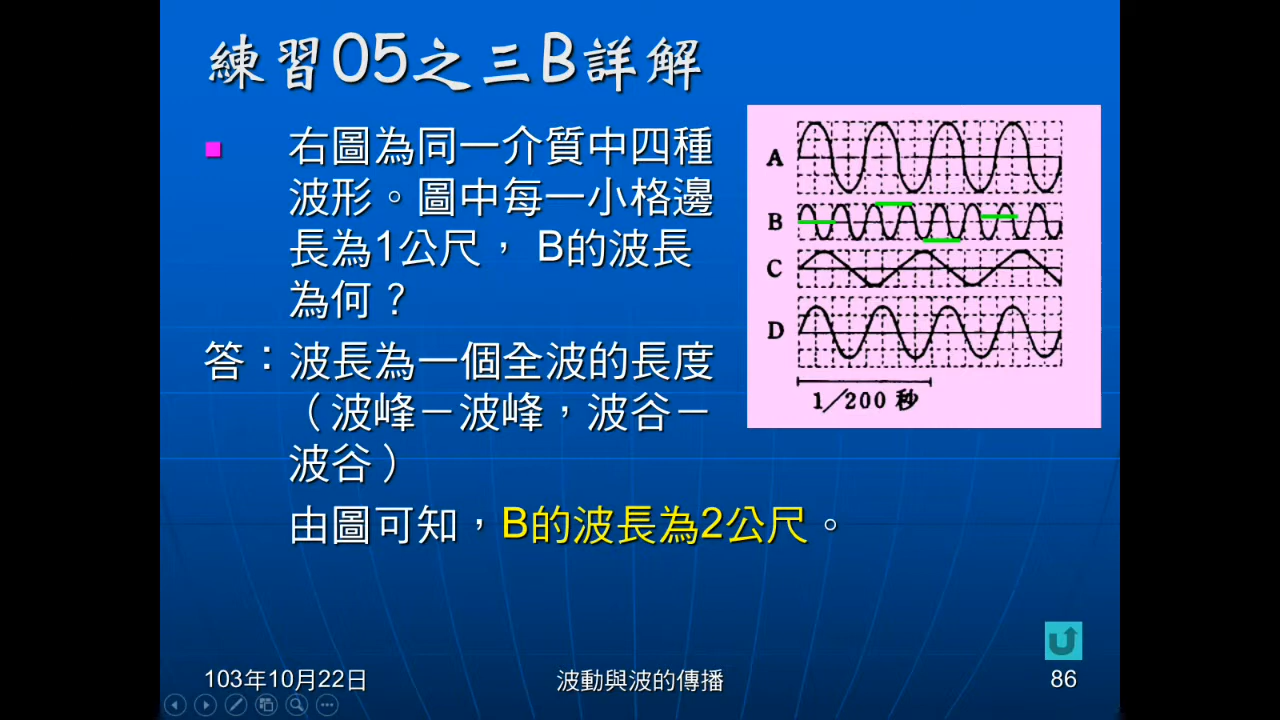 練習05之三B詳解
右圖為同一介質中四種
波形。圖中每一小格邊
長為1公尺， B的波長
為何？
答：波長為一個全波的長度
（波峰－波峰，波谷－
波谷）
由圖可知，B的波長為2公尺。
A
B
C
D
1/200 秒
103年10月22日
波動與波的傳播
86